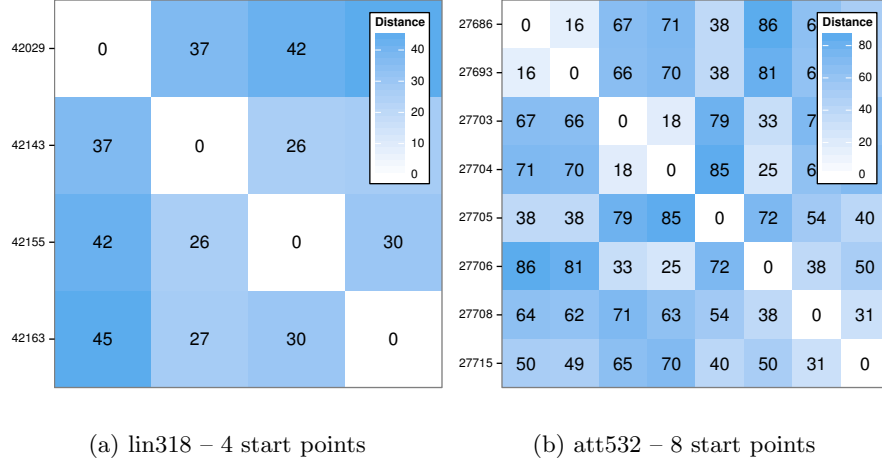 42029 0 37 42
42143 37 0 26
42155 42 26 0 30
42163 45 27 30 0
Distance
40
30
20
10
0
27686 0 16 67 71 38 86 6
27693 16 0 66 70 38 81 6
27703 67 66 0 18 79 33 7
27704 71 70 18 0 85 25 6
27705 38 38 79 85 0 72 54 40
27706 86 81 33 25 72 0 38 50
27708 64 62 71 63 54 38 0 31
27715 50 49 65 70 40 50 31 0
Distance
80
60
40
20
0
(a) lin318 – 4 start points
(b) att532 – 8 start points